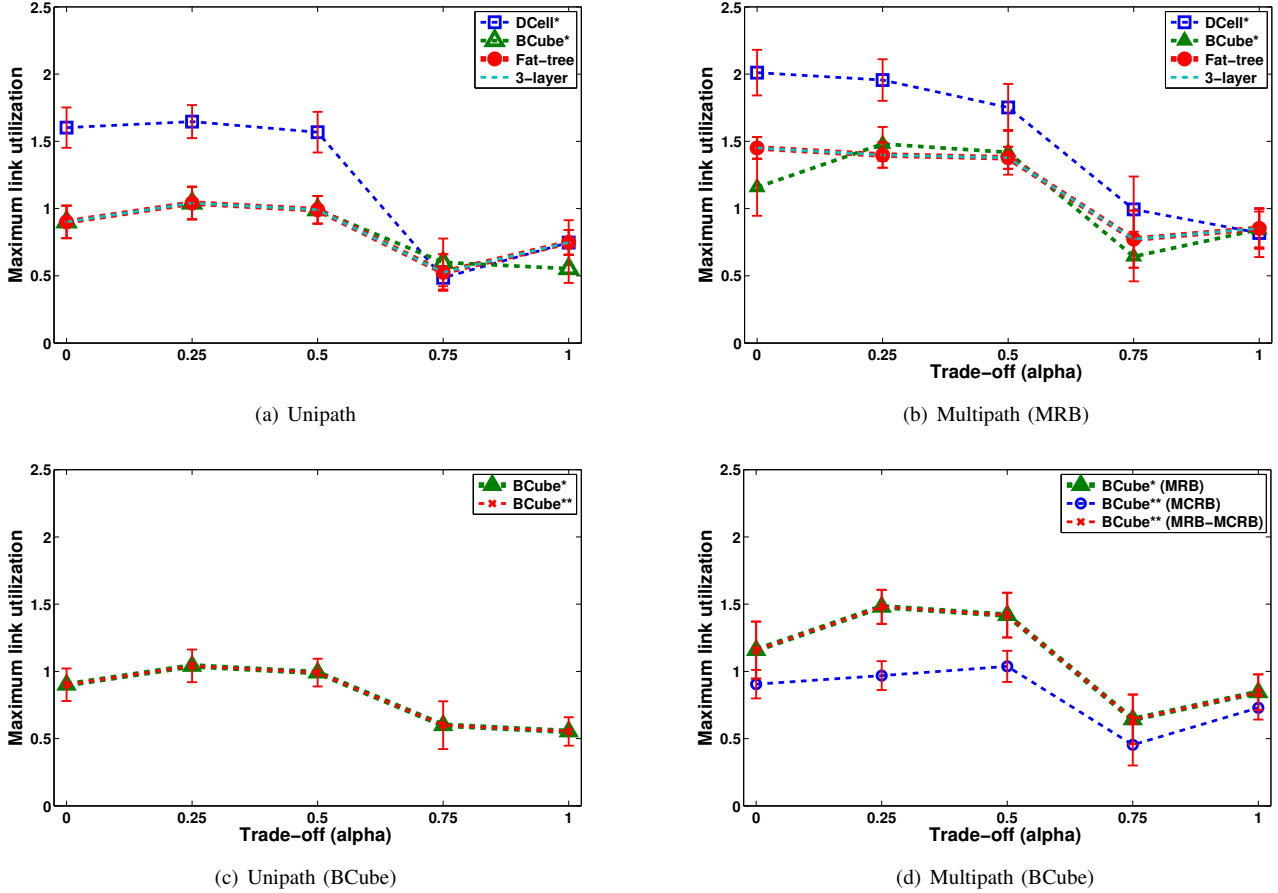 DCell*
BCube*
Fat−tree
3−layer
Maximum link utilization
2.5
2
1.5
1
0.5
0
0 0.25 0.5 0.75 1
(a) Unipath
DCell*
BCube*
Fat−tree
3−layer
Maximum link utilization
2.5
2
1.5
1
0.5
0
0 0.25 0.5 0.75 1
Trade−off (alpha)
(b) Multipath (MRB)
BCube*
BCube**
Maximum link utilization
2.5
2
1.5
1
0.5
0
0 0.25 0.5 0.75 1
Trade−off (alpha)
(c) Unipath (BCube)
BCube* (MRB)
BCube** (MCRB)
BCube** (MRB−MCRB)
Maximum link utilization
2.5
2
1.5
1
0.5
0
0 0.25 0.5 0.75 1
Trade−off (alpha)
(d) Multipath (BCube)